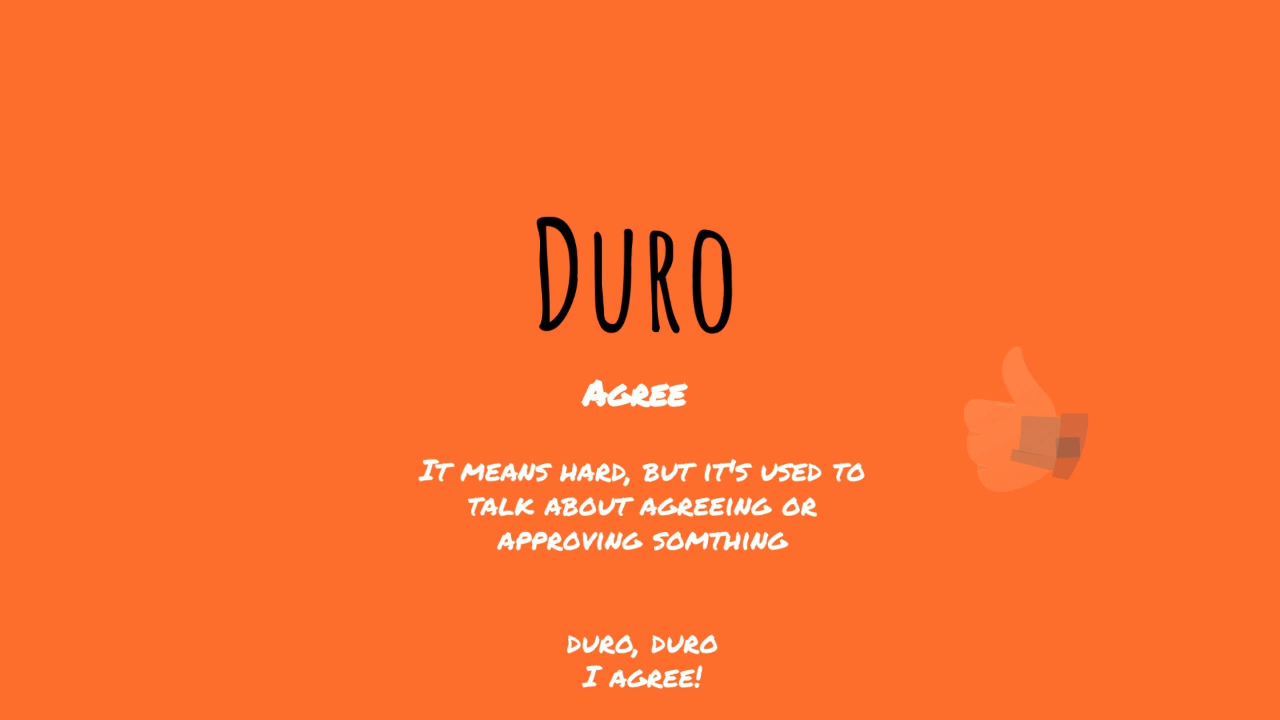 Duro
Agree
It means hard, but it's used to
talk about agreeing or
approving somthing
duro, duro
I agree!